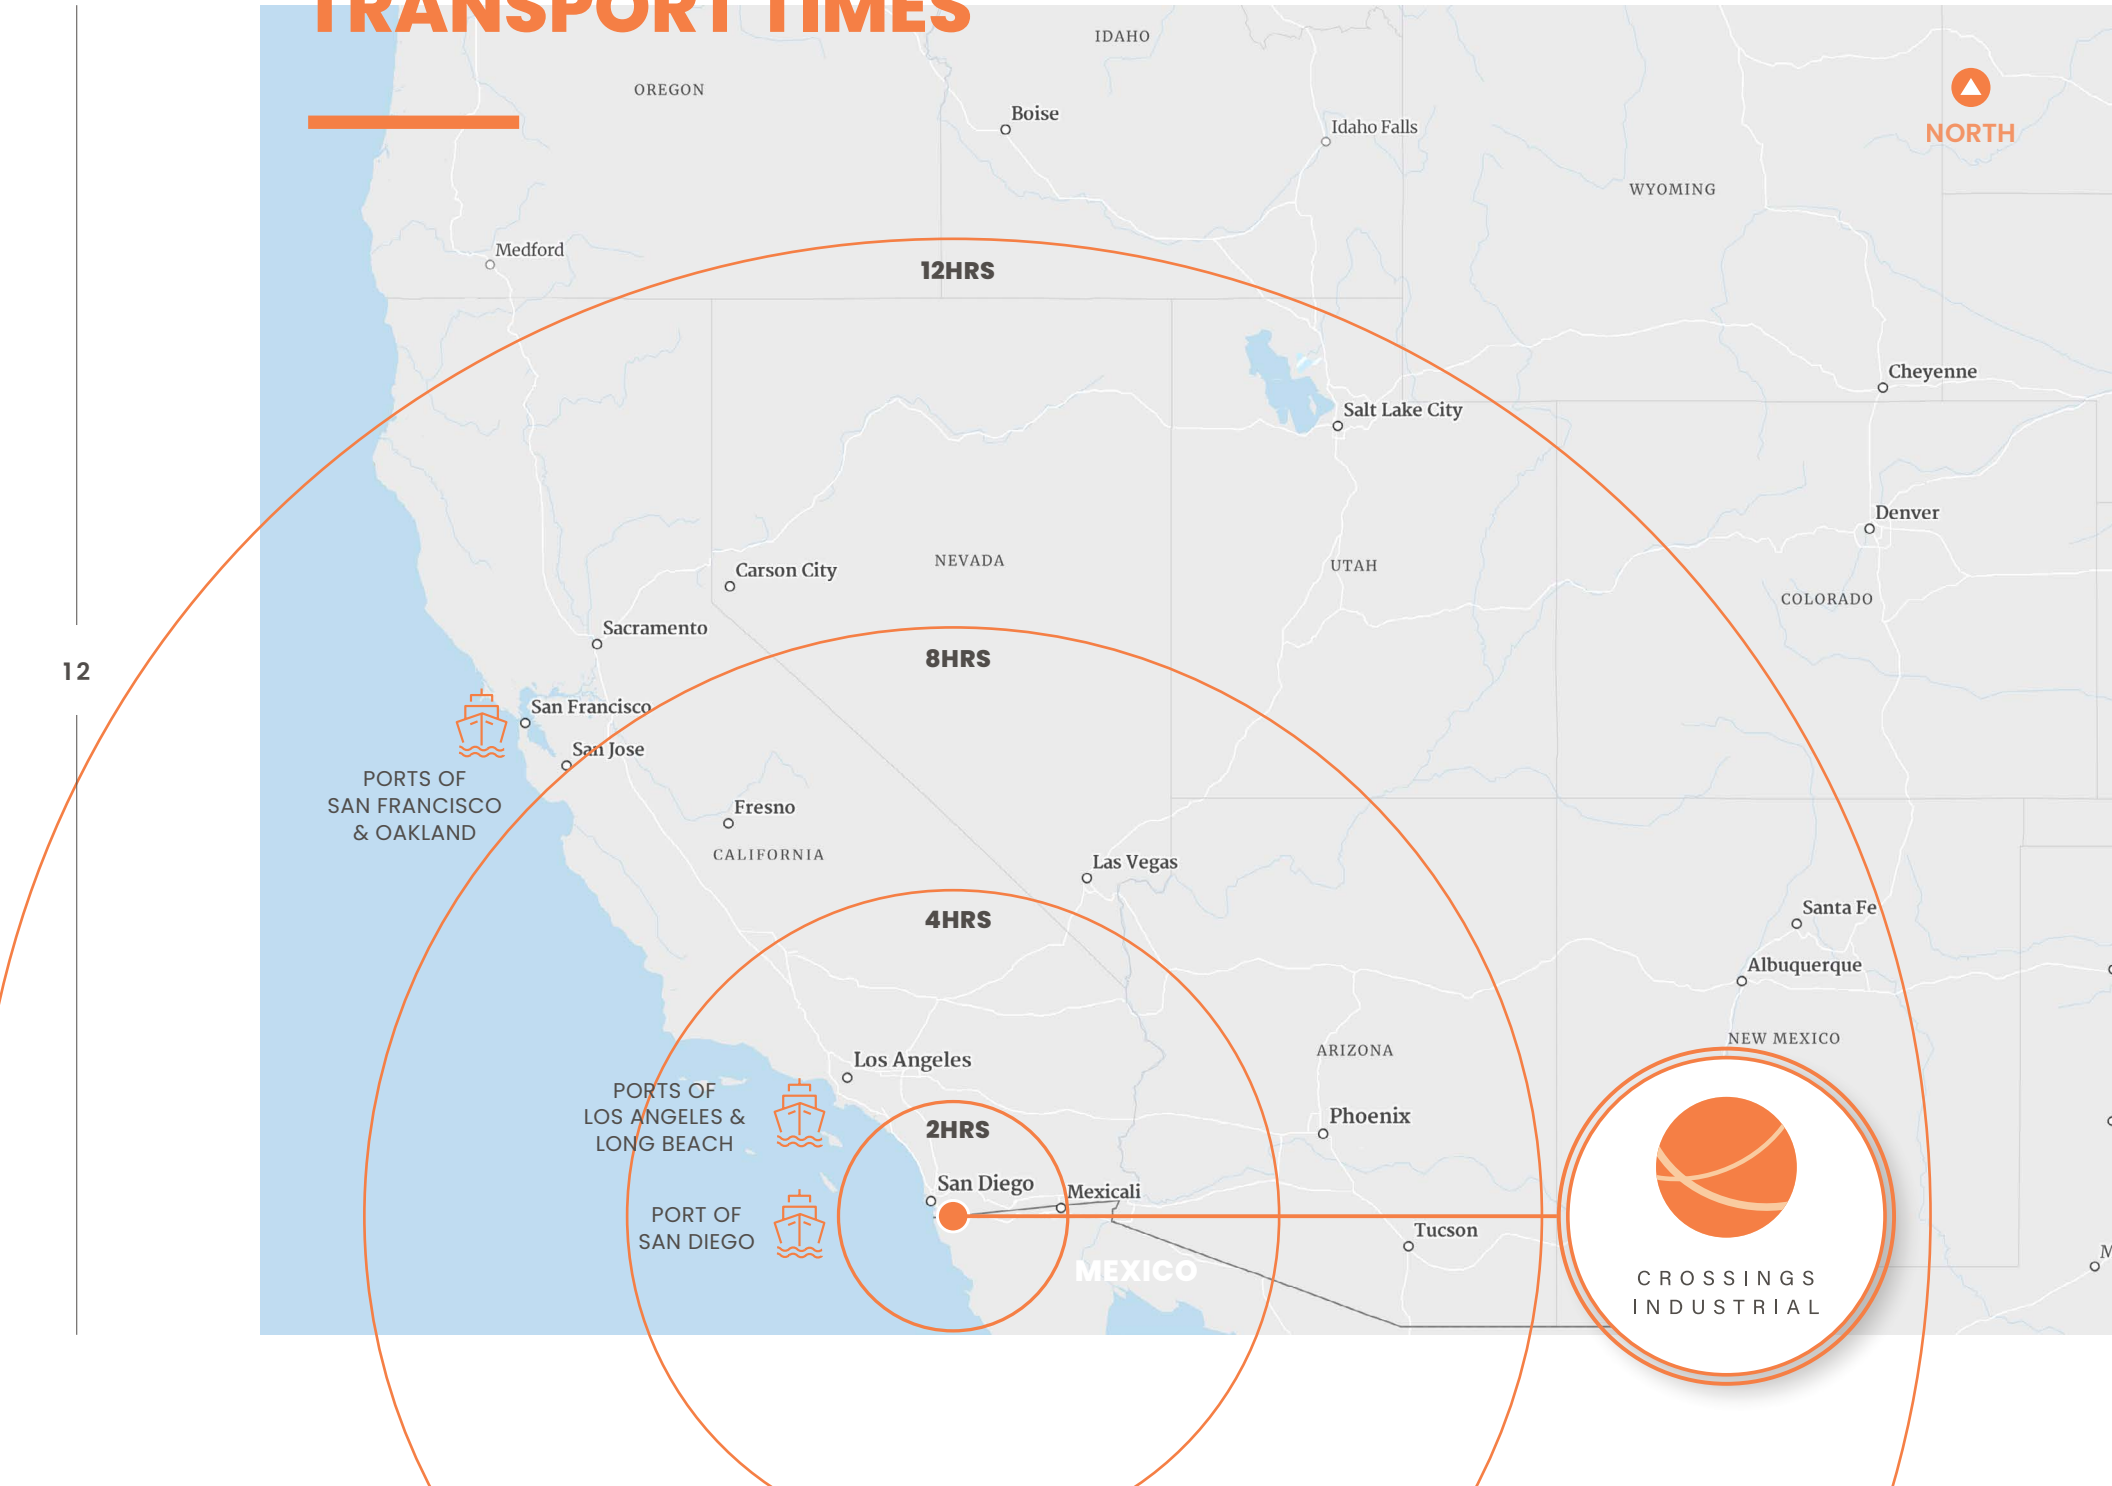 TRANSPORT TIMES
IDAHO
OREGON
Boise
Idaho Falls
NORTH
WYOMING
Medford
12HRS
Cheyenne
Salt Lake City
Denver
Carson City
NEVADA
UTAH
COLORADO
Sacramento
8HRS
12
San Francisco
San Jose
PORTS OF
SAN FRANCISCO
& OAKLAND
Fresno
CALIFORNIA
Las Vegas
4HRS
Santa Fe
Albuquerque
NEW MEXICO
ARIZONA
Los Angeles
PORTS OF
LOS ANGELES &
LONG BEACH
Phoenix
2HRS
San Diego
Mexicali
PORT OF
SAN DIEGO
Tucson
MEXICO
CROSSINGS
INDUSTRIAL